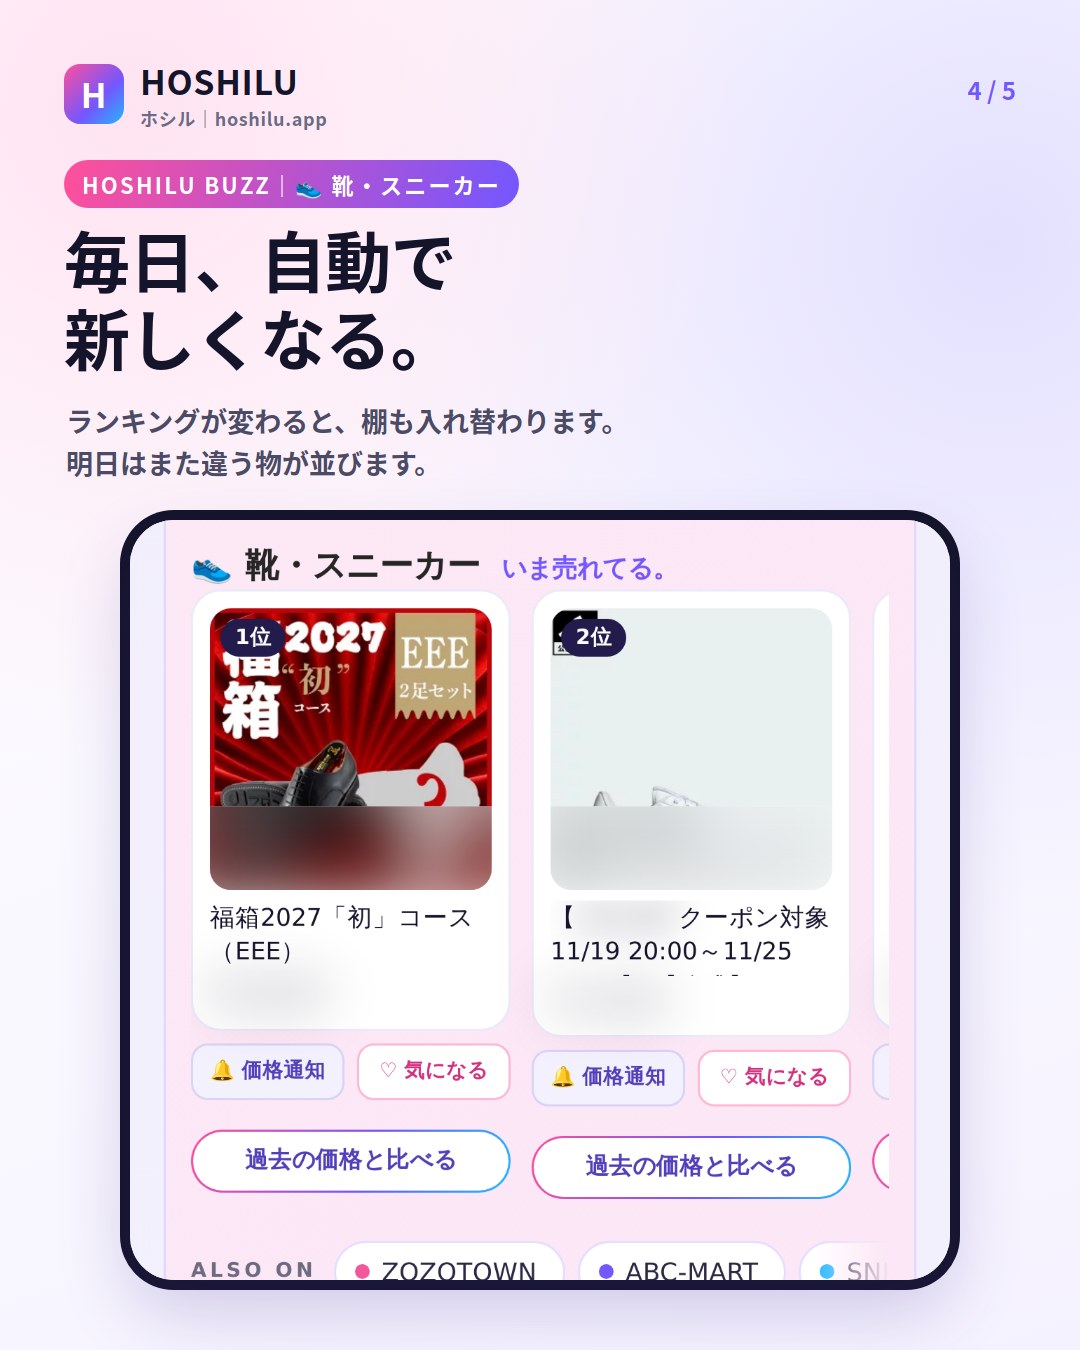 H
HOSHILU
ホシル｜hoshilu.app
4 / 5
HOSHILU BUZZ｜👟 靴・スニーカー
毎日、自動で
新しくなる。
ランキングが変わると、棚も入れ替わります。
明日はまた違う物が並びます。
👟 靴・スニーカー いま売れてる。
1位
2027
福箱
“初”
コース
EEE
2足セット
2位
福箱2027「初」コース
（EEE）
【 クーポン対象
11/19 20:00～11/25
🔔 価格通知
♡ 気になる
🔔 価格通知
♡ 気になる
過去の価格と比べる
過去の価格と比べる
ALSO ON
ZOZOTOWN
ABC-MART